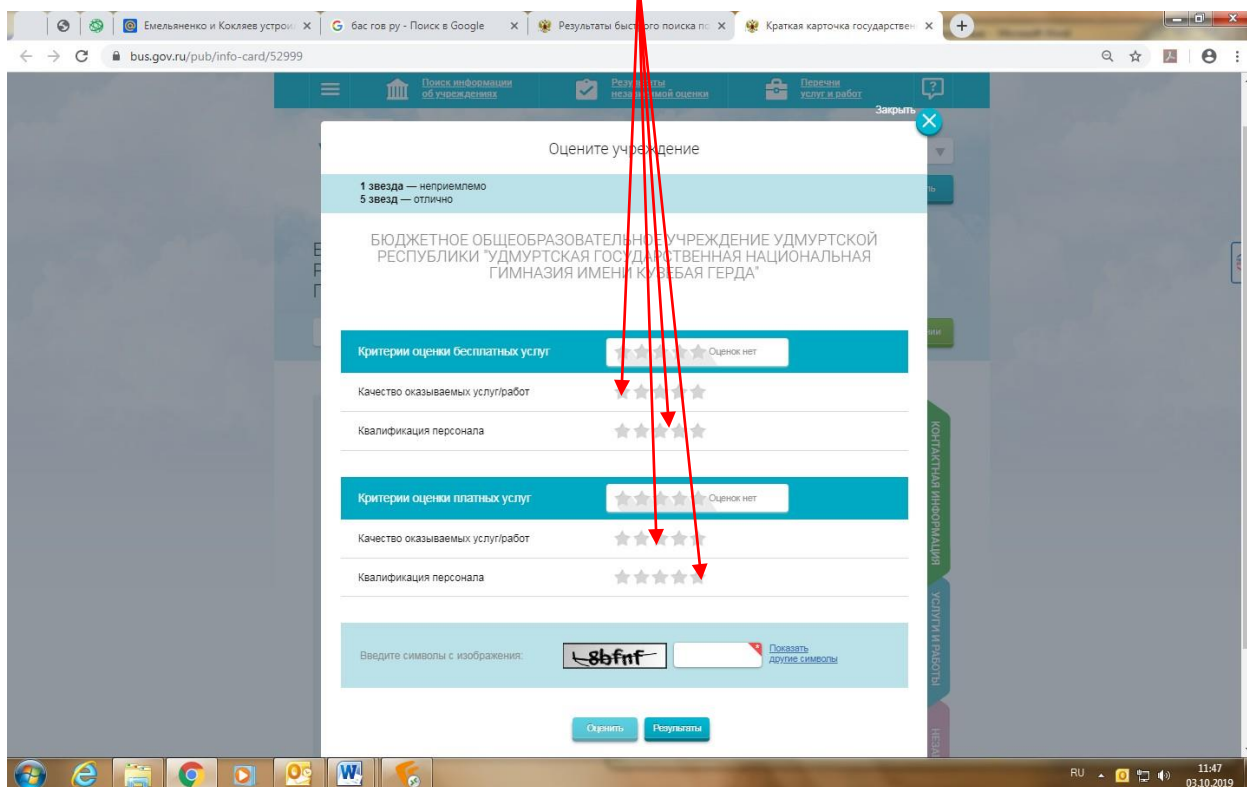 Емельяненко и Кокляев устрои
бас гов ру - Поиск в Google
Результаты быстрого поиска по
Краткая карточка государствен
bus.gov.ru/pub/info-card/52999
Поиск информации
об учреждениях
Результаты
независимой оценки
Перечни
услуг и работ
Закрыть
Оцените учреждение
1 звезда — неприемлемо
5 звезд — отлично
БЮДЖЕТНОЕ ОБЩЕОБРАЗОВАТЕЛЬНОЕ УЧРЕЖДЕНИЕ УДМУРТСКОЙ
РЕСПУБЛИКИ "УДМУРТСКАЯ ГОСУДАРСТВЕННАЯ НАЦИОНАЛЬНАЯ
ГИМНАЗИЯ ИМЕНИ КУЗЕБАЯ ГЕРДА"
Критерии оценки бесплатных услуг
Оценок нет
Качество оказываемых услуг/работ
Квалификация персонала
Критерии оценки платных услуг
Оценок нет
Качество оказываемых услуг/работ
Квалификация персонала
Введите символы с изображения:
8bfnf
Показать
другие символы
Оценить
Результаты
КОНТАКТНАЯ ИНФОРМАЦИЯ
УСЛУГИ И РАБОТЫ
НЕЗА
RU
11:47
03.10.2019